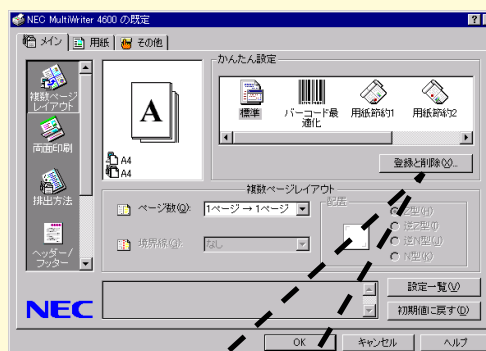 NEC MultiWriter 4600 の既定
メイン 用紙 その他
複数ページ
レイアウト
両面印刷
排出方法
ヘッダー/
フッター
A
A4
A4
かんたん設定
標準 バーコード最適化 用紙節約1 用紙節約2
登録と削除(X)...
複数ページレイアウト
ページ数(Q): 1ページ → 1ページ
境界線(G): なし
配置
Z型(H)
逆Z型(I)
逆N型(J)
N型(K)
NEC
設定一覧(V)
初期値に戻す(D)
OK キャンセル ヘルプ